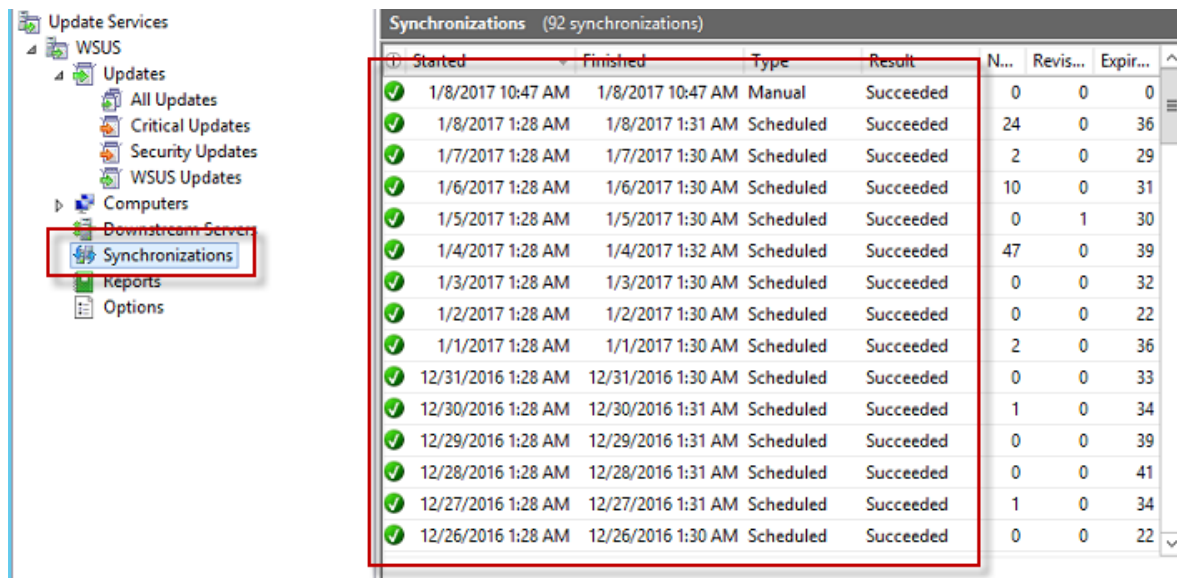 Update Services
WSUS
Updates
All Updates
Critical Updates
Security Updates
WSUS Updates
Computers
Downstream Servers
Synchronizations
Reports
Options
Synchronizations (92 synchronizations)
Started Finished Type Result N... Revis... Expir...
1/8/2017 10:47 AM 1/8/2017 10:47 AM Manual Succeeded 0 0 0
1/8/2017 1:28 AM 1/8/2017 1:31 AM Scheduled Succeeded 24 0 36
1/7/2017 1:28 AM 1/7/2017 1:30 AM Scheduled Succeeded 2 0 29
1/6/2017 1:28 AM 1/6/2017 1:30 AM Scheduled Succeeded 10 0 31
1/5/2017 1:28 AM 1/5/2017 1:30 AM Scheduled Succeeded 0 1 30
1/4/2017 1:28 AM 1/4/2017 1:32 AM Scheduled Succeeded 47 0 39
1/3/2017 1:28 AM 1/3/2017 1:30 AM Scheduled Succeeded 0 0 32
1/2/2017 1:28 AM 1/2/2017 1:30 AM Scheduled Succeeded 0 0 22
1/1/2017 1:28 AM 1/1/2017 1:30 AM Scheduled Succeeded 2 0 36
12/31/2016 1:28 AM 12/31/2016 1:30 AM Scheduled Succeeded 0 0 33
12/30/2016 1:28 AM 12/30/2016 1:31 AM Scheduled Succeeded 1 0 34
12/29/2016 1:28 AM 12/29/2016 1:31 AM Scheduled Succeeded 0 0 39
12/28/2016 1:28 AM 12/28/2016 1:31 AM Scheduled Succeeded 0 0 41
12/27/2016 1:28 AM 12/27/2016 1:31 AM Scheduled Succeeded 1 0 34
12/26/2016 1:28 AM 12/26/2016 1:30 AM Scheduled Succeeded 0 0 22